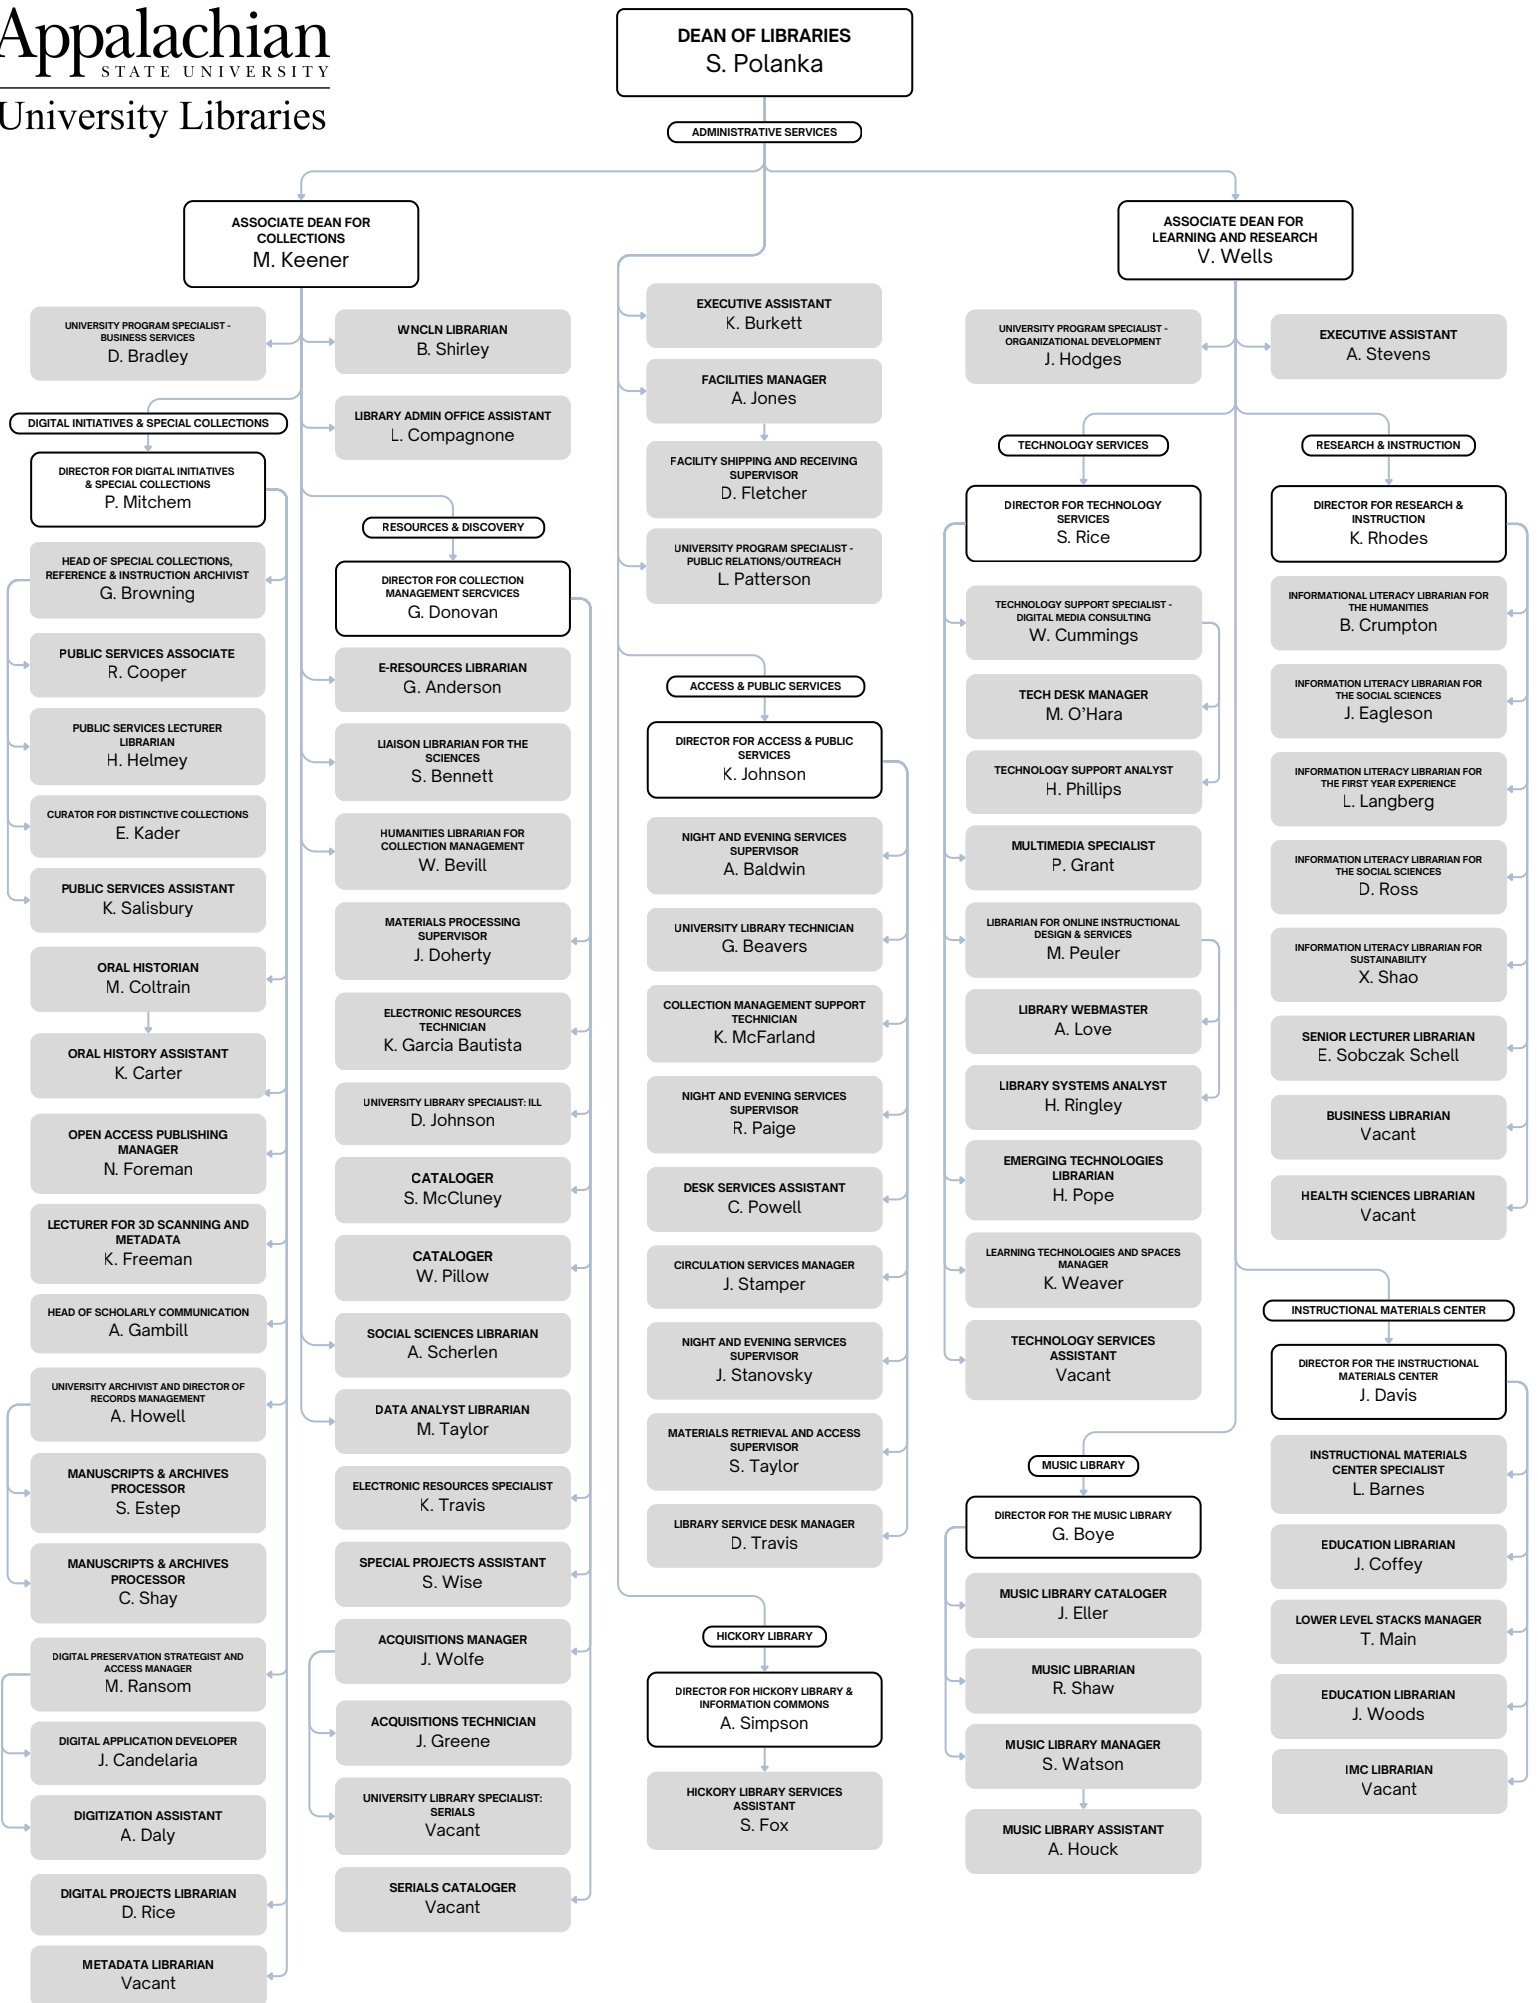 Appalachian
STATE UNIVERSITY
University Libraries
DEAN OF LIBRARIES
S. Polanka
ADMINISTRATIVE SERVICES
ASSOCIATE DEAN FOR
COLLECTIONS
M. Keener
UNIVERSITY PROGRAM SPECIALIST -
BUSINESS SERVICES
D. Bradley
WNCLN LIBRARIAN
B. Shirley
LIBRARY ADMIN OFFICE ASSISTANT
L. Compagnone
DIGITAL INITIATIVES & SPECIAL COLLECTIONS
DIRECTOR FOR DIGITAL INITIATIVES
& SPECIAL COLLECTIONS
P. Mitchem
HEAD OF SPECIAL COLLECTIONS,
REFERENCE & INSTRUCTION ARCHIVIST
G. Browning
PUBLIC SERVICES ASSOCIATE
R. Cooper
PUBLIC SERVICES LECTURER
LIBRARIAN
H. Helmey
CURATOR FOR DISTINCTIVE COLLECTIONS
E. Kader
PUBLIC SERVICES ASSISTANT
K. Salisbury
ORAL HISTORIAN
M. Coltrain
ORAL HISTORY ASSISTANT
K. Carter
OPEN ACCESS PUBLISHING
MANAGER
N. Foreman
LECTURER FOR 3D SCANNING AND
METADATA
K. Freeman
HEAD OF SCHOLARLY COMMUNICATION
A. Gambill
UNIVERSITY ARCHIVIST AND DIRECTOR OF
RECORDS MANAGEMENT
A. Howell
MANUSCRIPTS & ARCHIVES
PROCESSOR
S. Estep
MANUSCRIPTS & ARCHIVES
PROCESSOR
C. Shay
DIGITAL PRESERVATION STRATEGIST AND
ACCESS MANAGER
M. Ransom
DIGITAL APPLICATION DEVELOPER
J. Candelaria
DIGITIZATION ASSISTANT
A. Daly
DIGITAL PROJECTS LIBRARIAN
D. Rice
METADATA LIBRARIAN
Vacant
RESOURCES & DISCOVERY
DIRECTOR FOR COLLECTION
MANAGEMENT SERCVICES
G. Donovan
E-RESOURCES LIBRARIAN
G. Anderson
LIAISON LIBRARIAN FOR THE
SCIENCES
S. Bennett
HUMANITIES LIBRARIAN FOR
COLLECTION MANAGEMENT
W. Bevill
MATERIALS PROCESSING
SUPERVISOR
J. Doherty
ELECTRONIC RESOURCES
TECHNICIAN
K. Garcia Bautista
UNIVERSITY LIBRARY SPECIALIST: ILL
D. Johnson
CATALOGER
S. McCluney
CATALOGER
W. Pillow
SOCIAL SCIENCES LIBRARIAN
A. Scherlen
DATA ANALYST LIBRARIAN
M. Taylor
ELECTRONIC RESOURCES SPECIALIST
K. Travis
SPECIAL PROJECTS ASSISTANT
S. Wise
ACQUISITIONS MANAGER
J. Wolfe
ACQUISITIONS TECHNICIAN
J. Greene
UNIVERSITY LIBRARY SPECIALIST:
SERIALS
Vacant
SERIALS CATALOGER
Vacant
EXECUTIVE ASSISTANT
K. Burkett
FACILITIES MANAGER
A. Jones
FACILITY SHIPPING AND RECEIVING
SUPERVISOR
D. Fletcher
UNIVERSITY PROGRAM SPECIALIST -
PUBLIC RELATIONS/OUTREACH
L. Patterson
ACCESS & PUBLIC SERVICES
DIRECTOR FOR ACCESS & PUBLIC
SERVICES
K. Johnson
NIGHT AND EVENING SERVICES
SUPERVISOR
A. Baldwin
UNIVERSITY LIBRARY TECHNICIAN
G. Beavers
COLLECTION MANAGEMENT SUPPORT
TECHNICIAN
K. McFarland
NIGHT AND EVENING SERVICES
SUPERVISOR
R. Paige
DESK SERVICES ASSISTANT
C. Powell
CIRCULATION SERVICES MANAGER
J. Stamper
NIGHT AND EVENING SERVICES
SUPERVISOR
J. Stanovsky
MATERIALS RETRIEVAL AND ACCESS
SUPERVISOR
S. Taylor
LIBRARY SERVICE DESK MANAGER
D. Travis
HICKORY LIBRARY
DIRECTOR FOR HICKORY LIBRARY &
INFORMATION COMMONS
A. Simpson
HICKORY LIBRARY SERVICES
ASSISTANT
S. Fox
ASSOCIATE DEAN FOR
LEARNING AND RESEARCH
V. Wells
UNIVERSITY PROGRAM SPECIALIST -
ORGANIZATIONAL DEVELOPMENT
J. Hodges
EXECUTIVE ASSISTANT
A. Stevens
TECHNOLOGY SERVICES
DIRECTOR FOR TECHNOLOGY
SERVICES
S. Rice
TECHNOLOGY SUPPORT SPECIALIST -
DIGITAL MEDIA CONSULTING
W. Cummings
TECH DESK MANAGER
M. O'Hara
TECHNOLOGY SUPPORT ANALYST
H. Phillips
MULTIMEDIA SPECIALIST
P. Grant
LIBRARIAN FOR ONLINE INSTRUCTIONAL
DESIGN & SERVICES
M. Peuler
LIBRARY WEBMASTER
A. Love
LIBRARY SYSTEMS ANALYST
H. Ringley
EMERGING TECHNOLOGIES
LIBRARIAN
H. Pope
LEARNING TECHNOLOGIES AND SPACES
MANAGER
K. Weaver
TECHNOLOGY SERVICES
ASSISTANT
Vacant
MUSIC LIBRARY
DIRECTOR FOR THE MUSIC LIBRARY
G. Boye
MUSIC LIBRARY CATALOGER
J. Eller
MUSIC LIBRARIAN
R. Shaw
MUSIC LIBRARY MANAGER
S. Watson
MUSIC LIBRARY ASSISTANT
A. Houck
RESEARCH & INSTRUCTION
DIRECTOR FOR RESEARCH &
INSTRUCTION
K. Rhodes
INFORMATIONAL LITERACY LIBRARIAN FOR
THE HUMANITIES
B. Crumpton
INFORMATION LITERACY LIBRARIAN FOR
THE SOCIAL SCIENCES
J. Eagleson
INFORMATION LITERACY LIBRARIAN FOR
THE FIRST YEAR EXPERIENCE
L. Langberg
INFORMATION LITERACY LIBRARIAN FOR
THE SOCIAL SCIENCES
D. Ross
INFORMATION LITERACY LIBRARIAN FOR
SUSTAINABILITY
X. Shao
SENIOR LECTURER LIBRARIAN
E. Sobczak Schell
BUSINESS LIBRARIAN
Vacant
HEALTH SCIENCES LIBRARIAN
Vacant
INSTRUCTIONAL MATERIALS CENTER
DIRECTOR FOR THE INSTRUCTIONAL
MATERIALS CENTER
J. Davis
INSTRUCTIONAL MATERIALS
CENTER SPECIALIST
L. Barnes
EDUCATION LIBRARIAN
J. Coffey
LOWER LEVEL STACKS MANAGER
T. Main
EDUCATION LIBRARIAN
J. Woods
IMC LIBRARIAN
Vacant